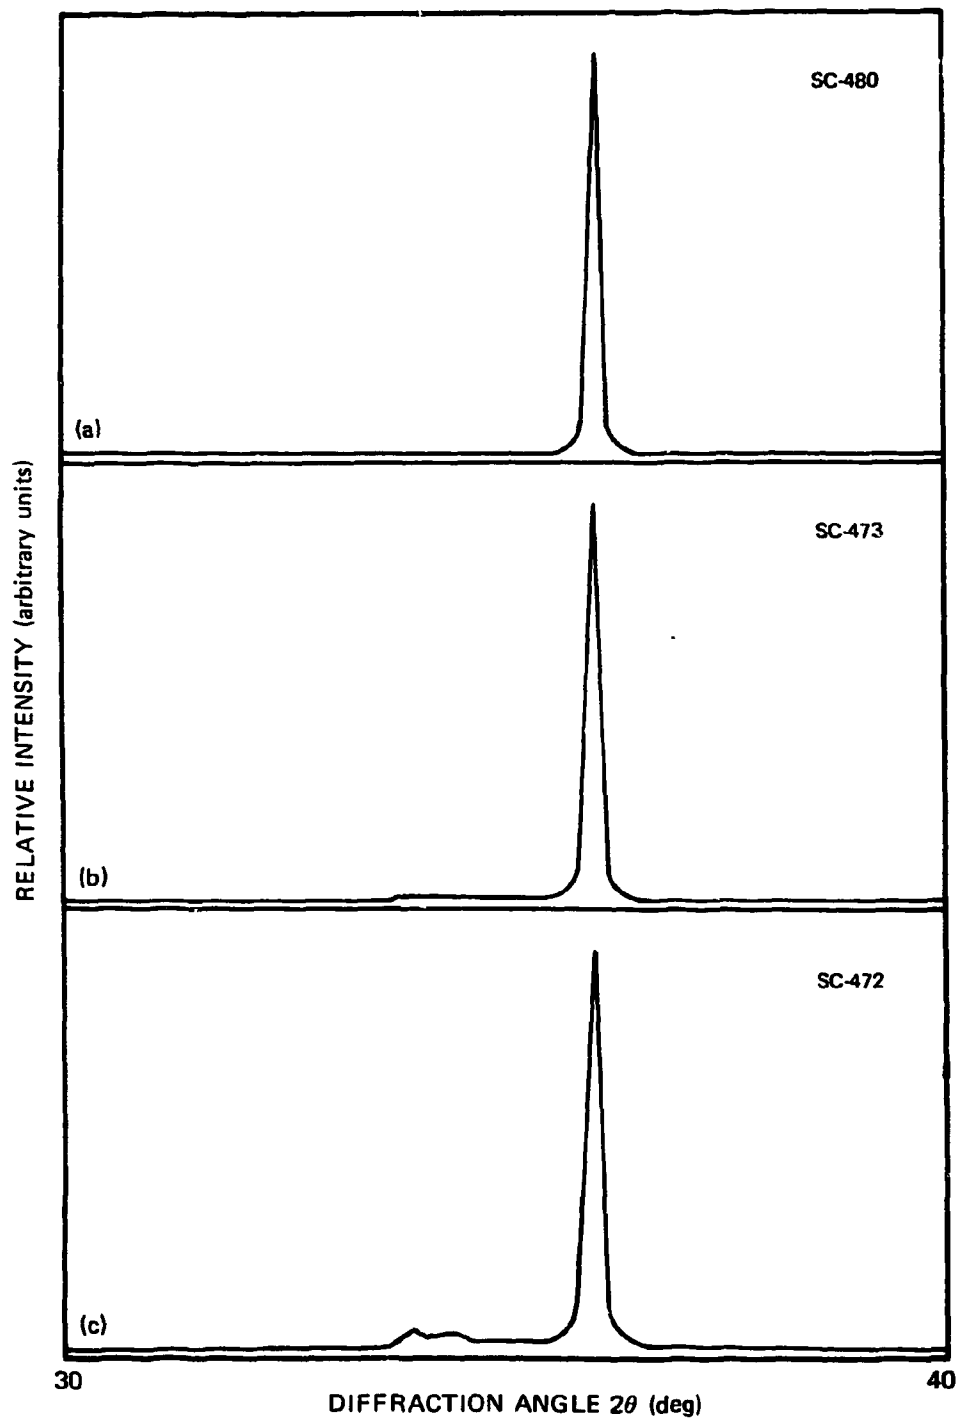 SC-480
(a)
SC-473
(b)
SC-472
(c)
RELATIVE INTENSITY (arbitrary units)
30
40
DIFFRACTION ANGLE 2θ (deg)